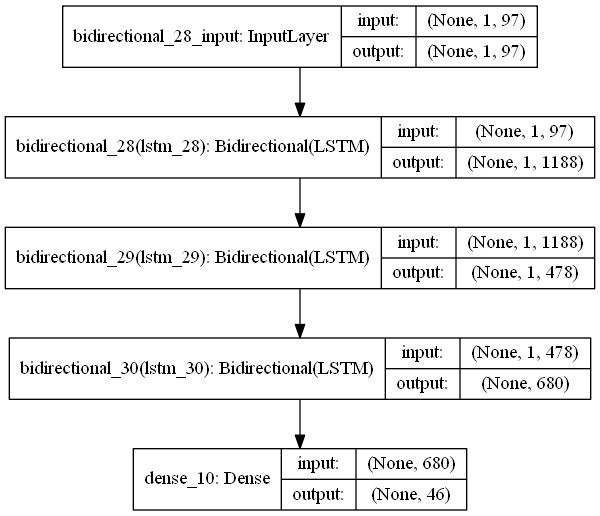 bidirectional_28_input: InputLayer
input: (None, 1, 97)
output: (None, 1, 97)
bidirectional_28(lstm_28): Bidirectional(LSTM)
input: (None, 1, 97)
output: (None, 1, 1188)
bidirectional_29(lstm_29): Bidirectional(LSTM)
input: (None, 1, 1188)
output: (None, 1, 478)
bidirectional_30(lstm_30): Bidirectional(LSTM)
input: (None, 1, 478)
output: (None, 680)
dense_10: Dense
input: (None, 680)
output: (None, 46)